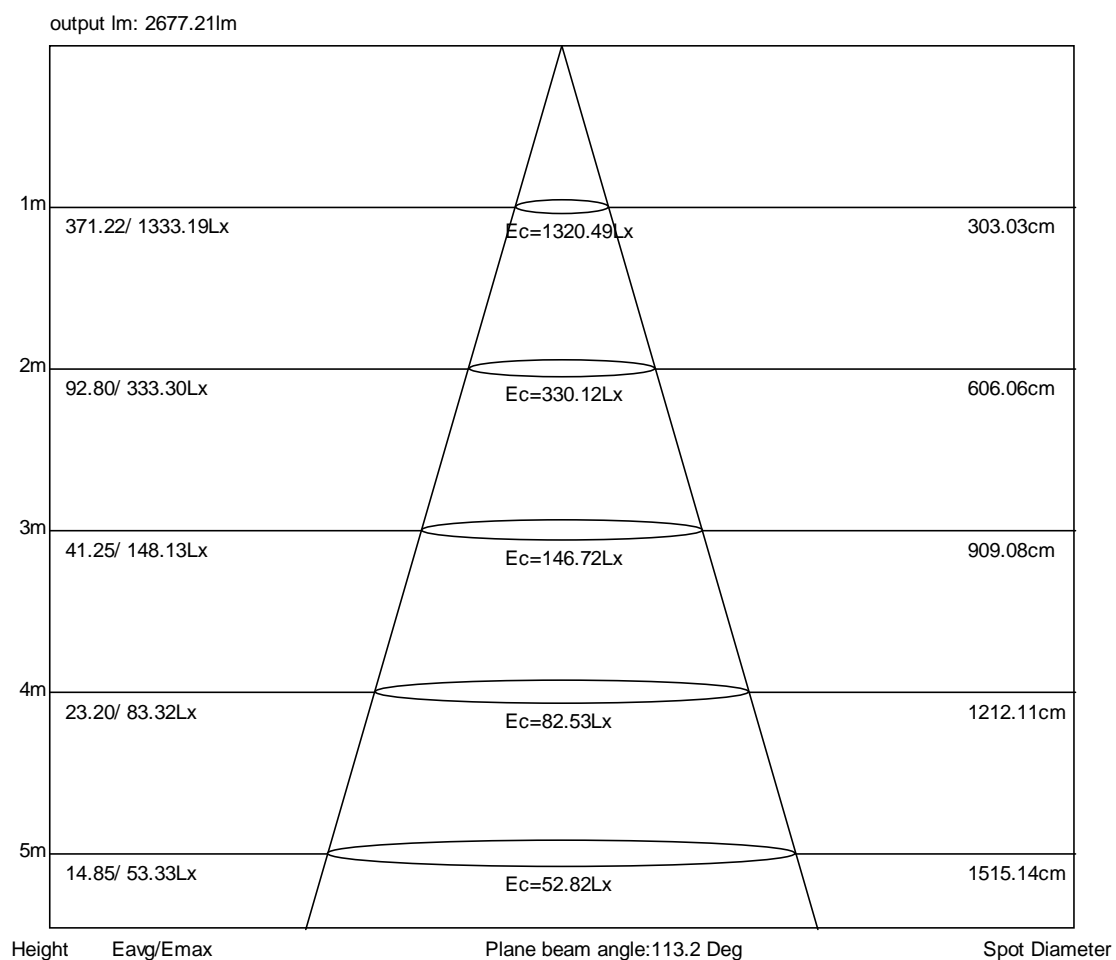 output lm: 2677.21lm
1m
371.22/ 1333.19Lx
Ec=1320.49Lx
303.03cm
2m
92.80/ 333.30Lx
Ec=330.12Lx
606.06cm
3m
41.25/ 148.13Lx
Ec=146.72Lx
909.08cm
4m
23.20/ 83.32Lx
Ec=82.53Lx
1212.11cm
5m
14.85/ 53.33Lx
Ec=52.82Lx
1515.14cm
Height Eavg/Emax Plane beam angle:113.2 Deg Spot Diameter